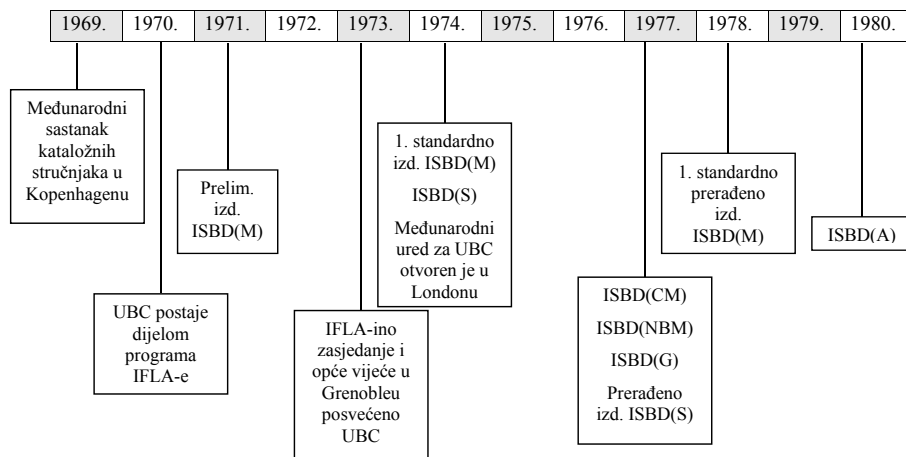 1969. 1970. 1971. 1972. 1973. 1974. 1975. 1976. 1977. 1978. 1979. 1980.
Međunarodni
sastanak
kataložnih
stručnjaka u
Kopenhagenu
UBC postaje
dijelom
programa
IFLA-e
Prelim.
izd.
ISBD(M)
IFLA-ino
zasjedanje i
opće vijeće u
Grenobleu
posvećeno
UBC
1. standardno
izd. ISBD(M)
ISBD(S)
Međunarodni
ured za UBC
otvoren je u
Londonu
ISBD(CM)
ISBD(NBM)
ISBD(G)
Prerađeno
izd. ISBD(S)
1. standardno
prerađeno
izd.
ISBD(M)
ISBD(A)